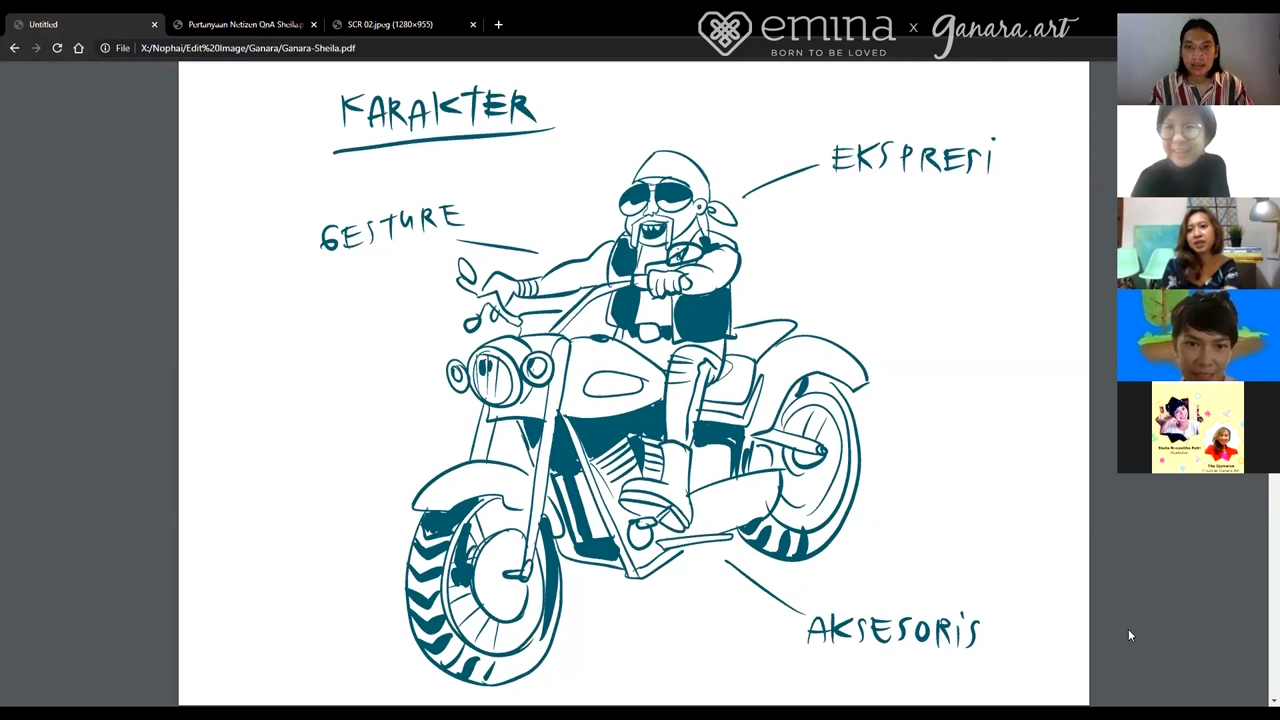 Untitled
Pertanyaan Netizen QnA Sheila.p
SCR 02.jpeg (1280×955)
File
X:/Nophai/Edit%20Image/Ganara/Ganara-Sheila.pdf
emina x ganara.art
BORN TO BE LOVED
KARAKTER
EKSPRESi
GESTURE
AKSESORiS